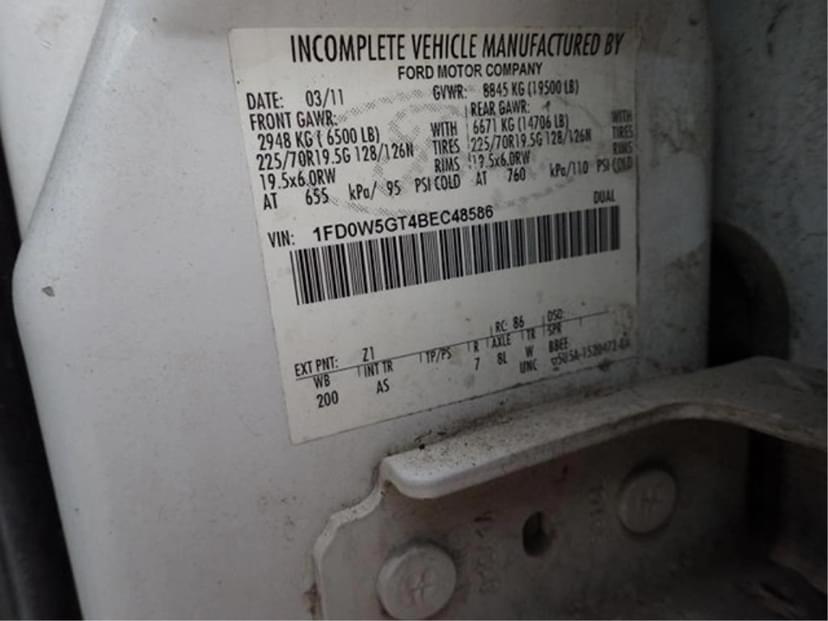 INCOMPLETE VEHICLE MANUFACTURED BY
FORD MOTOR COMPANY
DATE: 03/11 GVWR: 8845 KG (19500 LB)
FRONT GAWR: REAR GAWR:
2948 KG ( 6500 LB) WITH 6671 KG (14706 LB) WITH
225/70R19.5G 128/126N TIRES 225/70R19.5G 128/126N TIRES
19.5x6.0RW RIMS 19.5x6.0RW RIMS
AT 655 kPa/ 95 PSI COLD AT 760 kPa/110 PSI COLD
DUAL
VIN: 1FD0W5GT4BEC48586
EXT PNT: Z1 RC: 86 DSO:
WB INT TR TP/PS R AXLE TR SPR
200 AS 7 8L W BBEE
UNC